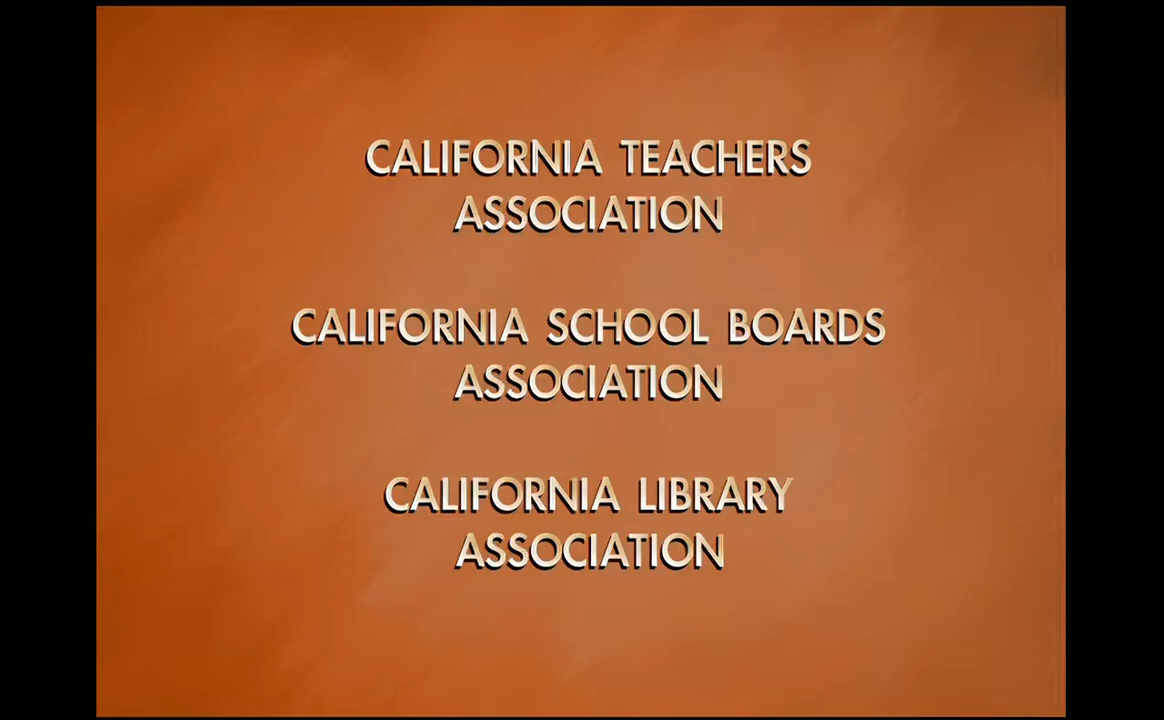 CALIFORNIA TEACHERS
ASSOCIATION
CALIFORNIA SCHOOL BOARDS
ASSOCIATION
CALIFORNIA LIBRARY
ASSOCIATION